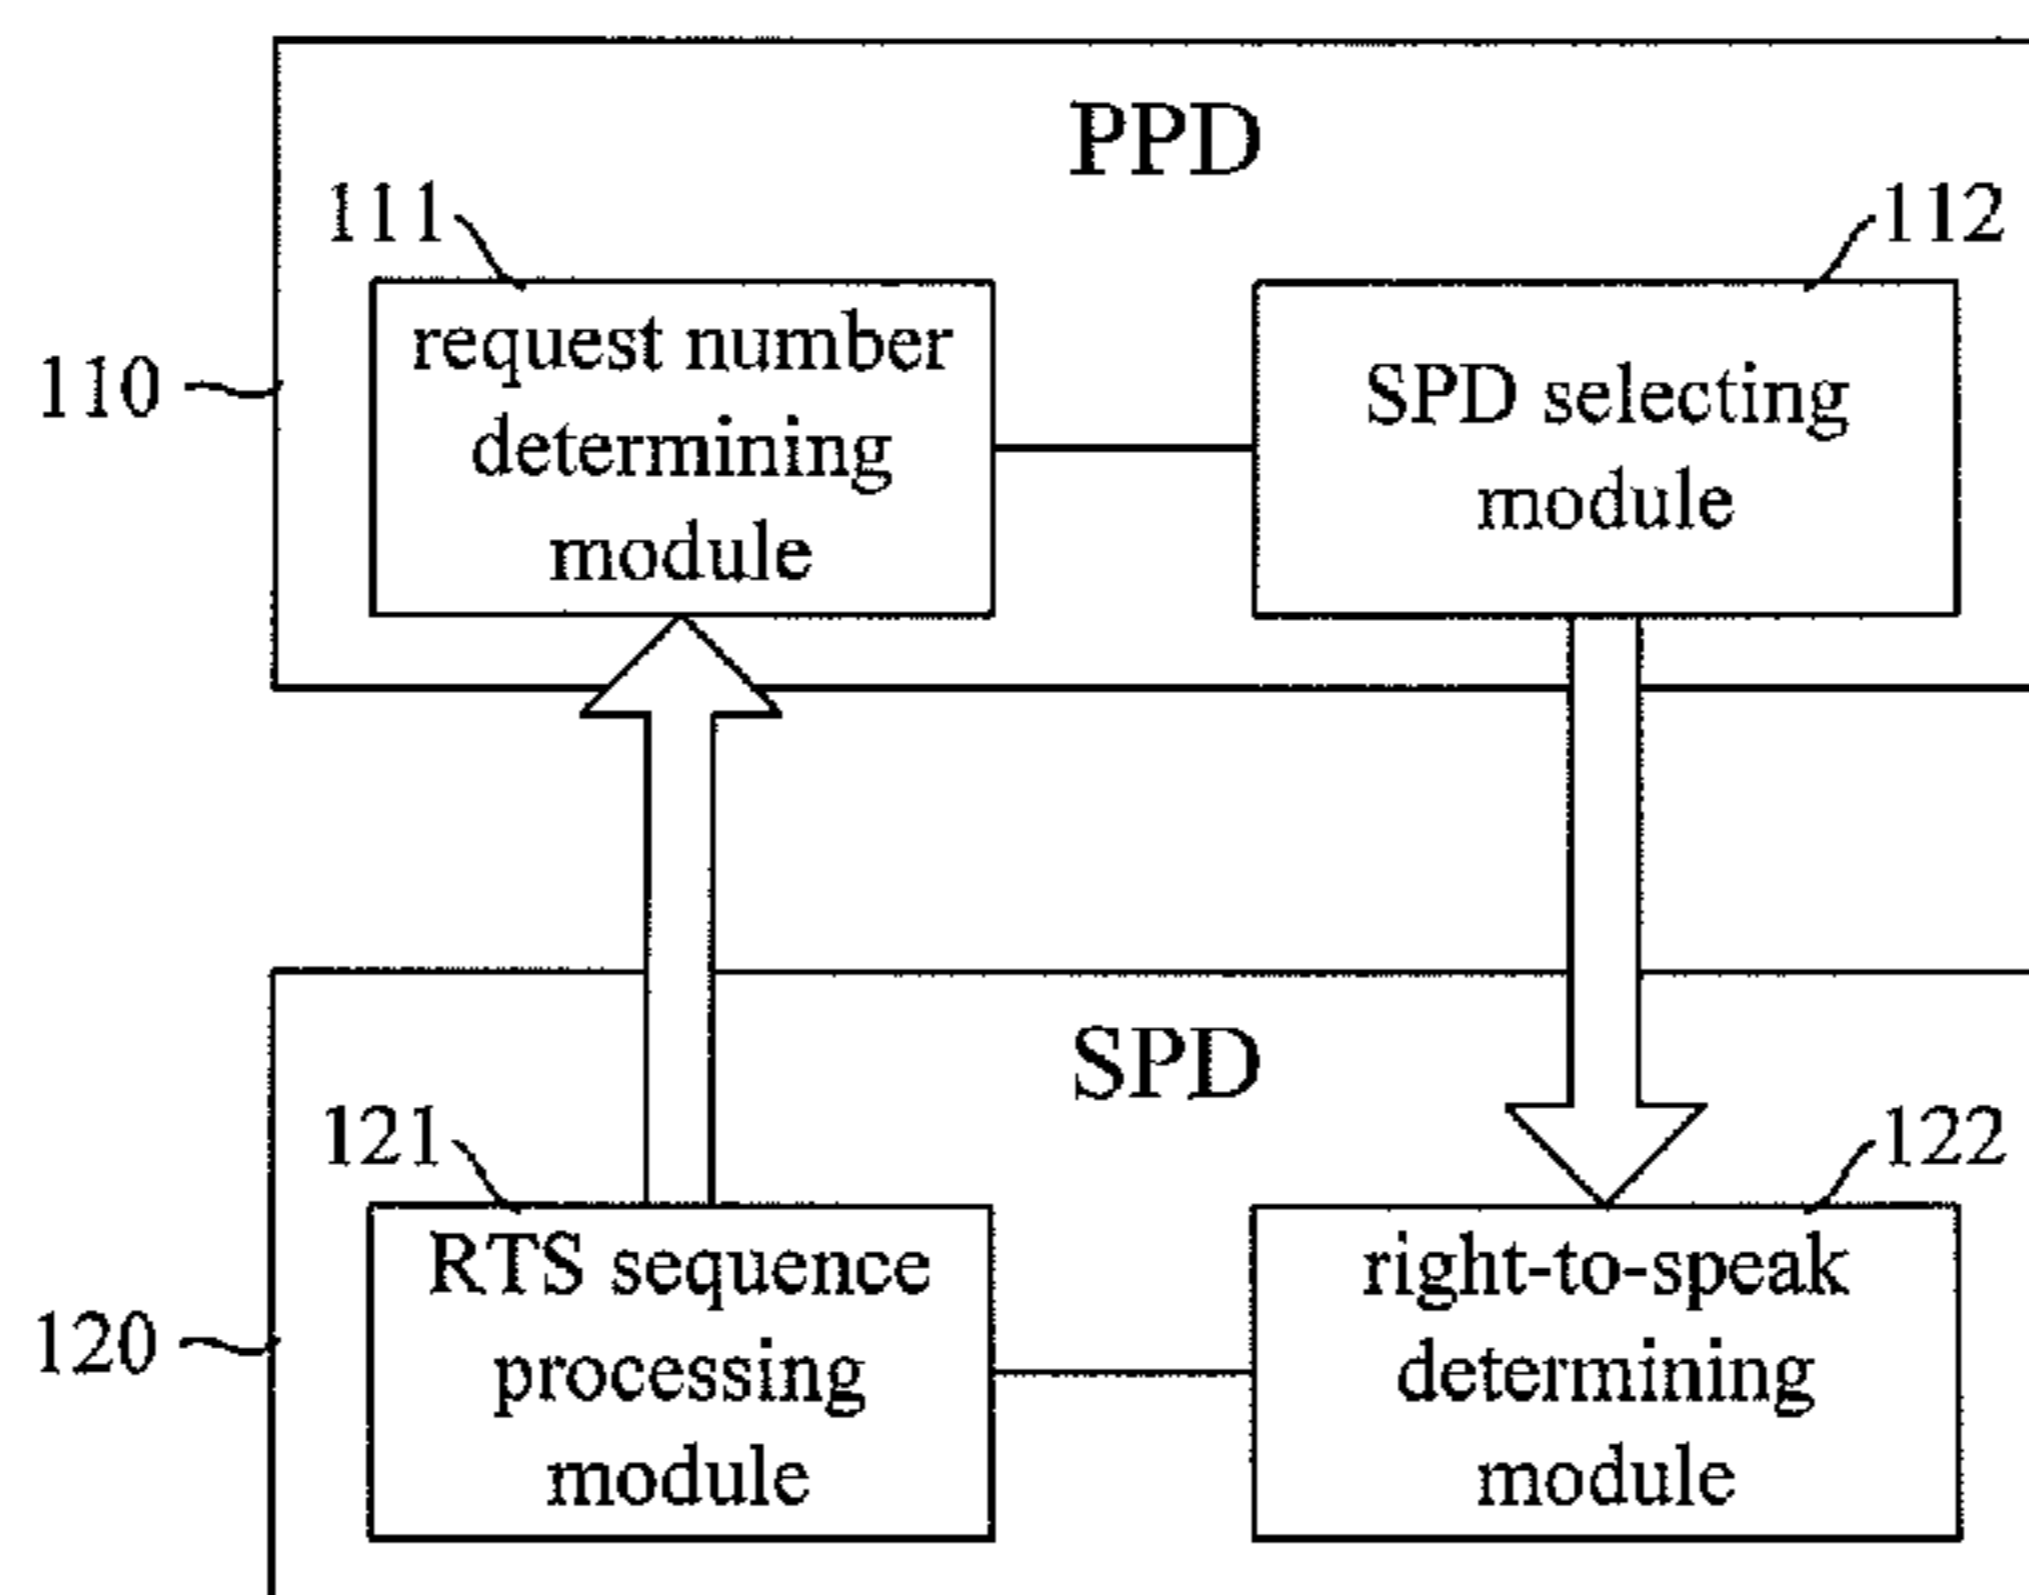 PPD
111
112
110
request number
determining
module
SPD selecting
module
SPD
121
122
120
RTS sequence
processing
module
right-to-speak
determining
module